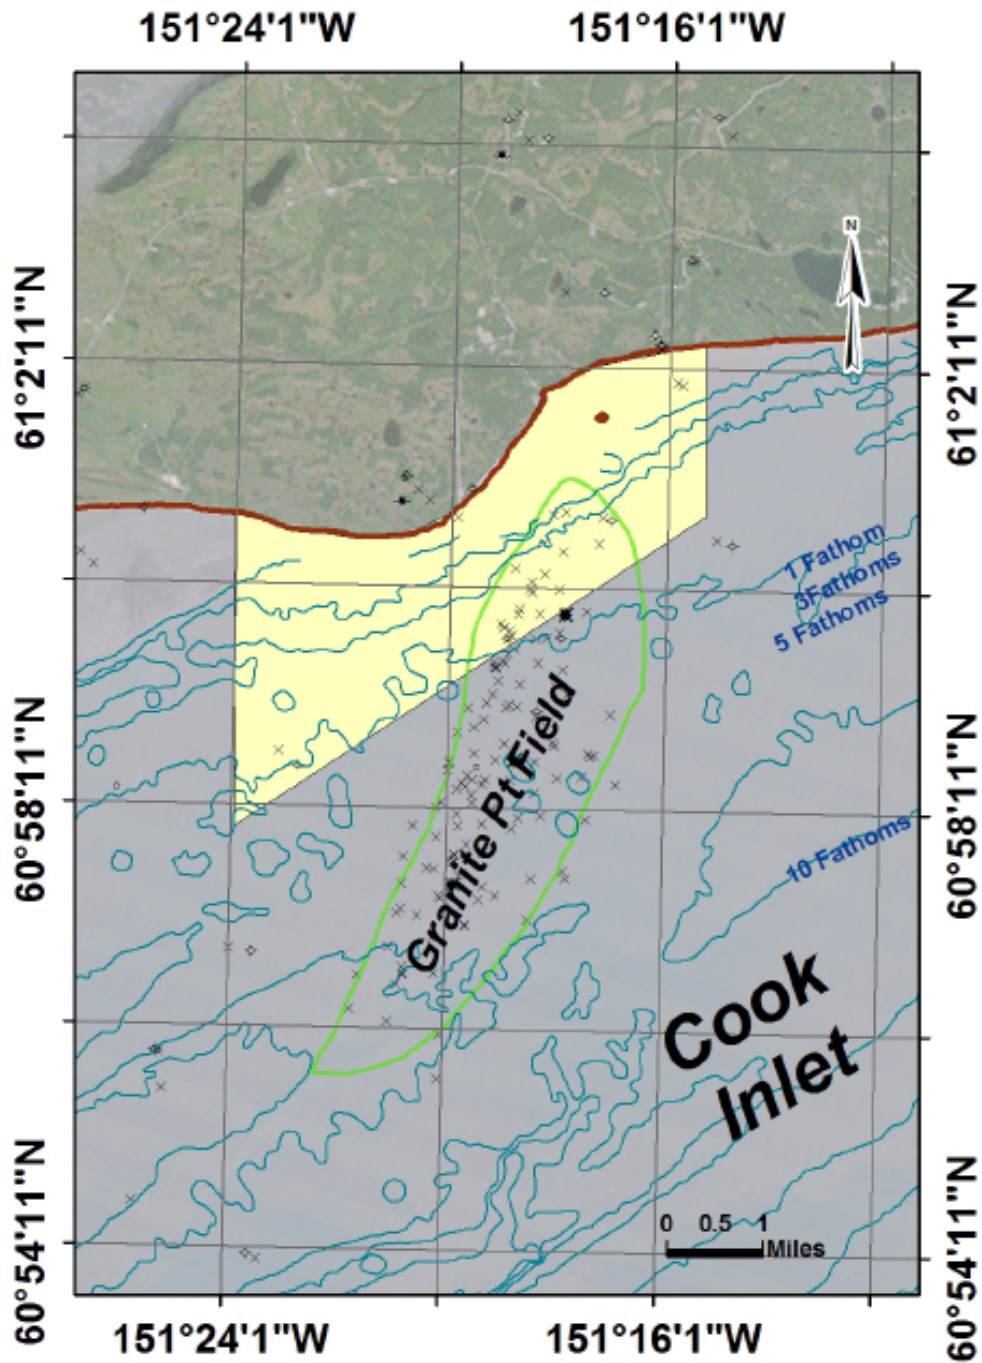 151°24'1"W 151°16'1"W
N
61°2'11"N 61°2'11"N
1 Fathom
3Fathoms
5 Fathoms
Granite Pt Field
60°58'11"N 60°58'11"N
10 Fathoms
Cook
Inlet
0 0.5 1
Miles
60°54'11"N 60°54'11"N
151°24'1"W 151°16'1"W